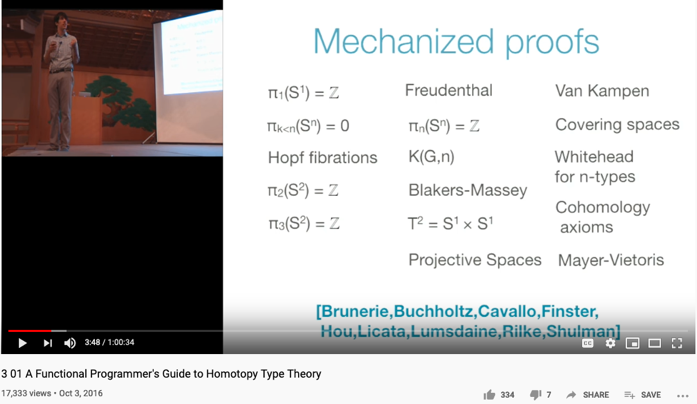 Mechanized proofs
π1(S¹) = ℤ
πk<n(Sⁿ) = 0
Hopf fibrations
π2(S²) = ℤ
π3(S²) = ℤ
Freudenthal
πn(Sⁿ) = ℤ
K(G,n)
Blakers-Massey
T² = S¹ × S¹
Projective Spaces
Van Kampen
Covering spaces
Whitehead
for n-types
Cohomology
axioms
Mayer-Vietoris
[Brunerie,Buchholtz,Cavallo,Finster,
Hou,Licata,Lumsdaine,Rilke,Shulman]
3:48 / 1:00:34
CC
3 01 A Functional Programmer's Guide to Homotopy Type Theory
17,333 views • Oct 3, 2016
334
7
SHARE
SAVE